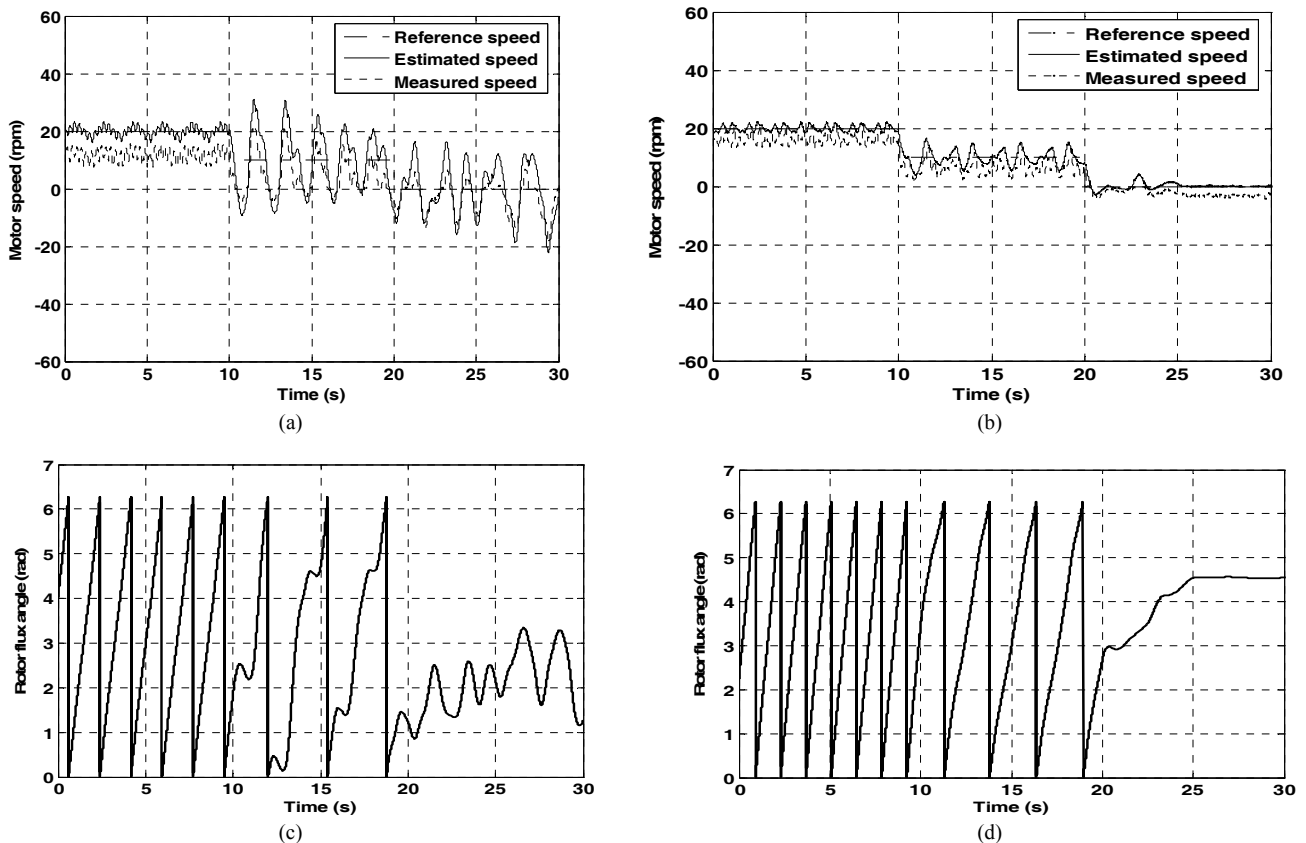 60
40
20
0
-20
-40
-60
Motor speed (rpm)
Reference speed
Estimated speed
Measured speed
0 5 10 15 20 25 30
Time (s)
(a)
60
40
20
0
-20
-40
-60
Motor speed (rpm)
Reference speed
Estimated speed
Measured speed
0 5 10 15 20 25 30
Time (s)
(b)
7
6
5
4
3
2
1
0
Rotor flux angle (rad)
0 5 10 15 20 25 30
Time (s)
(c)
7
6
5
4
3
2
1
0
Rotor flux angle (rad)
0 5 10 15 20 25 30
Time (s)
(d)